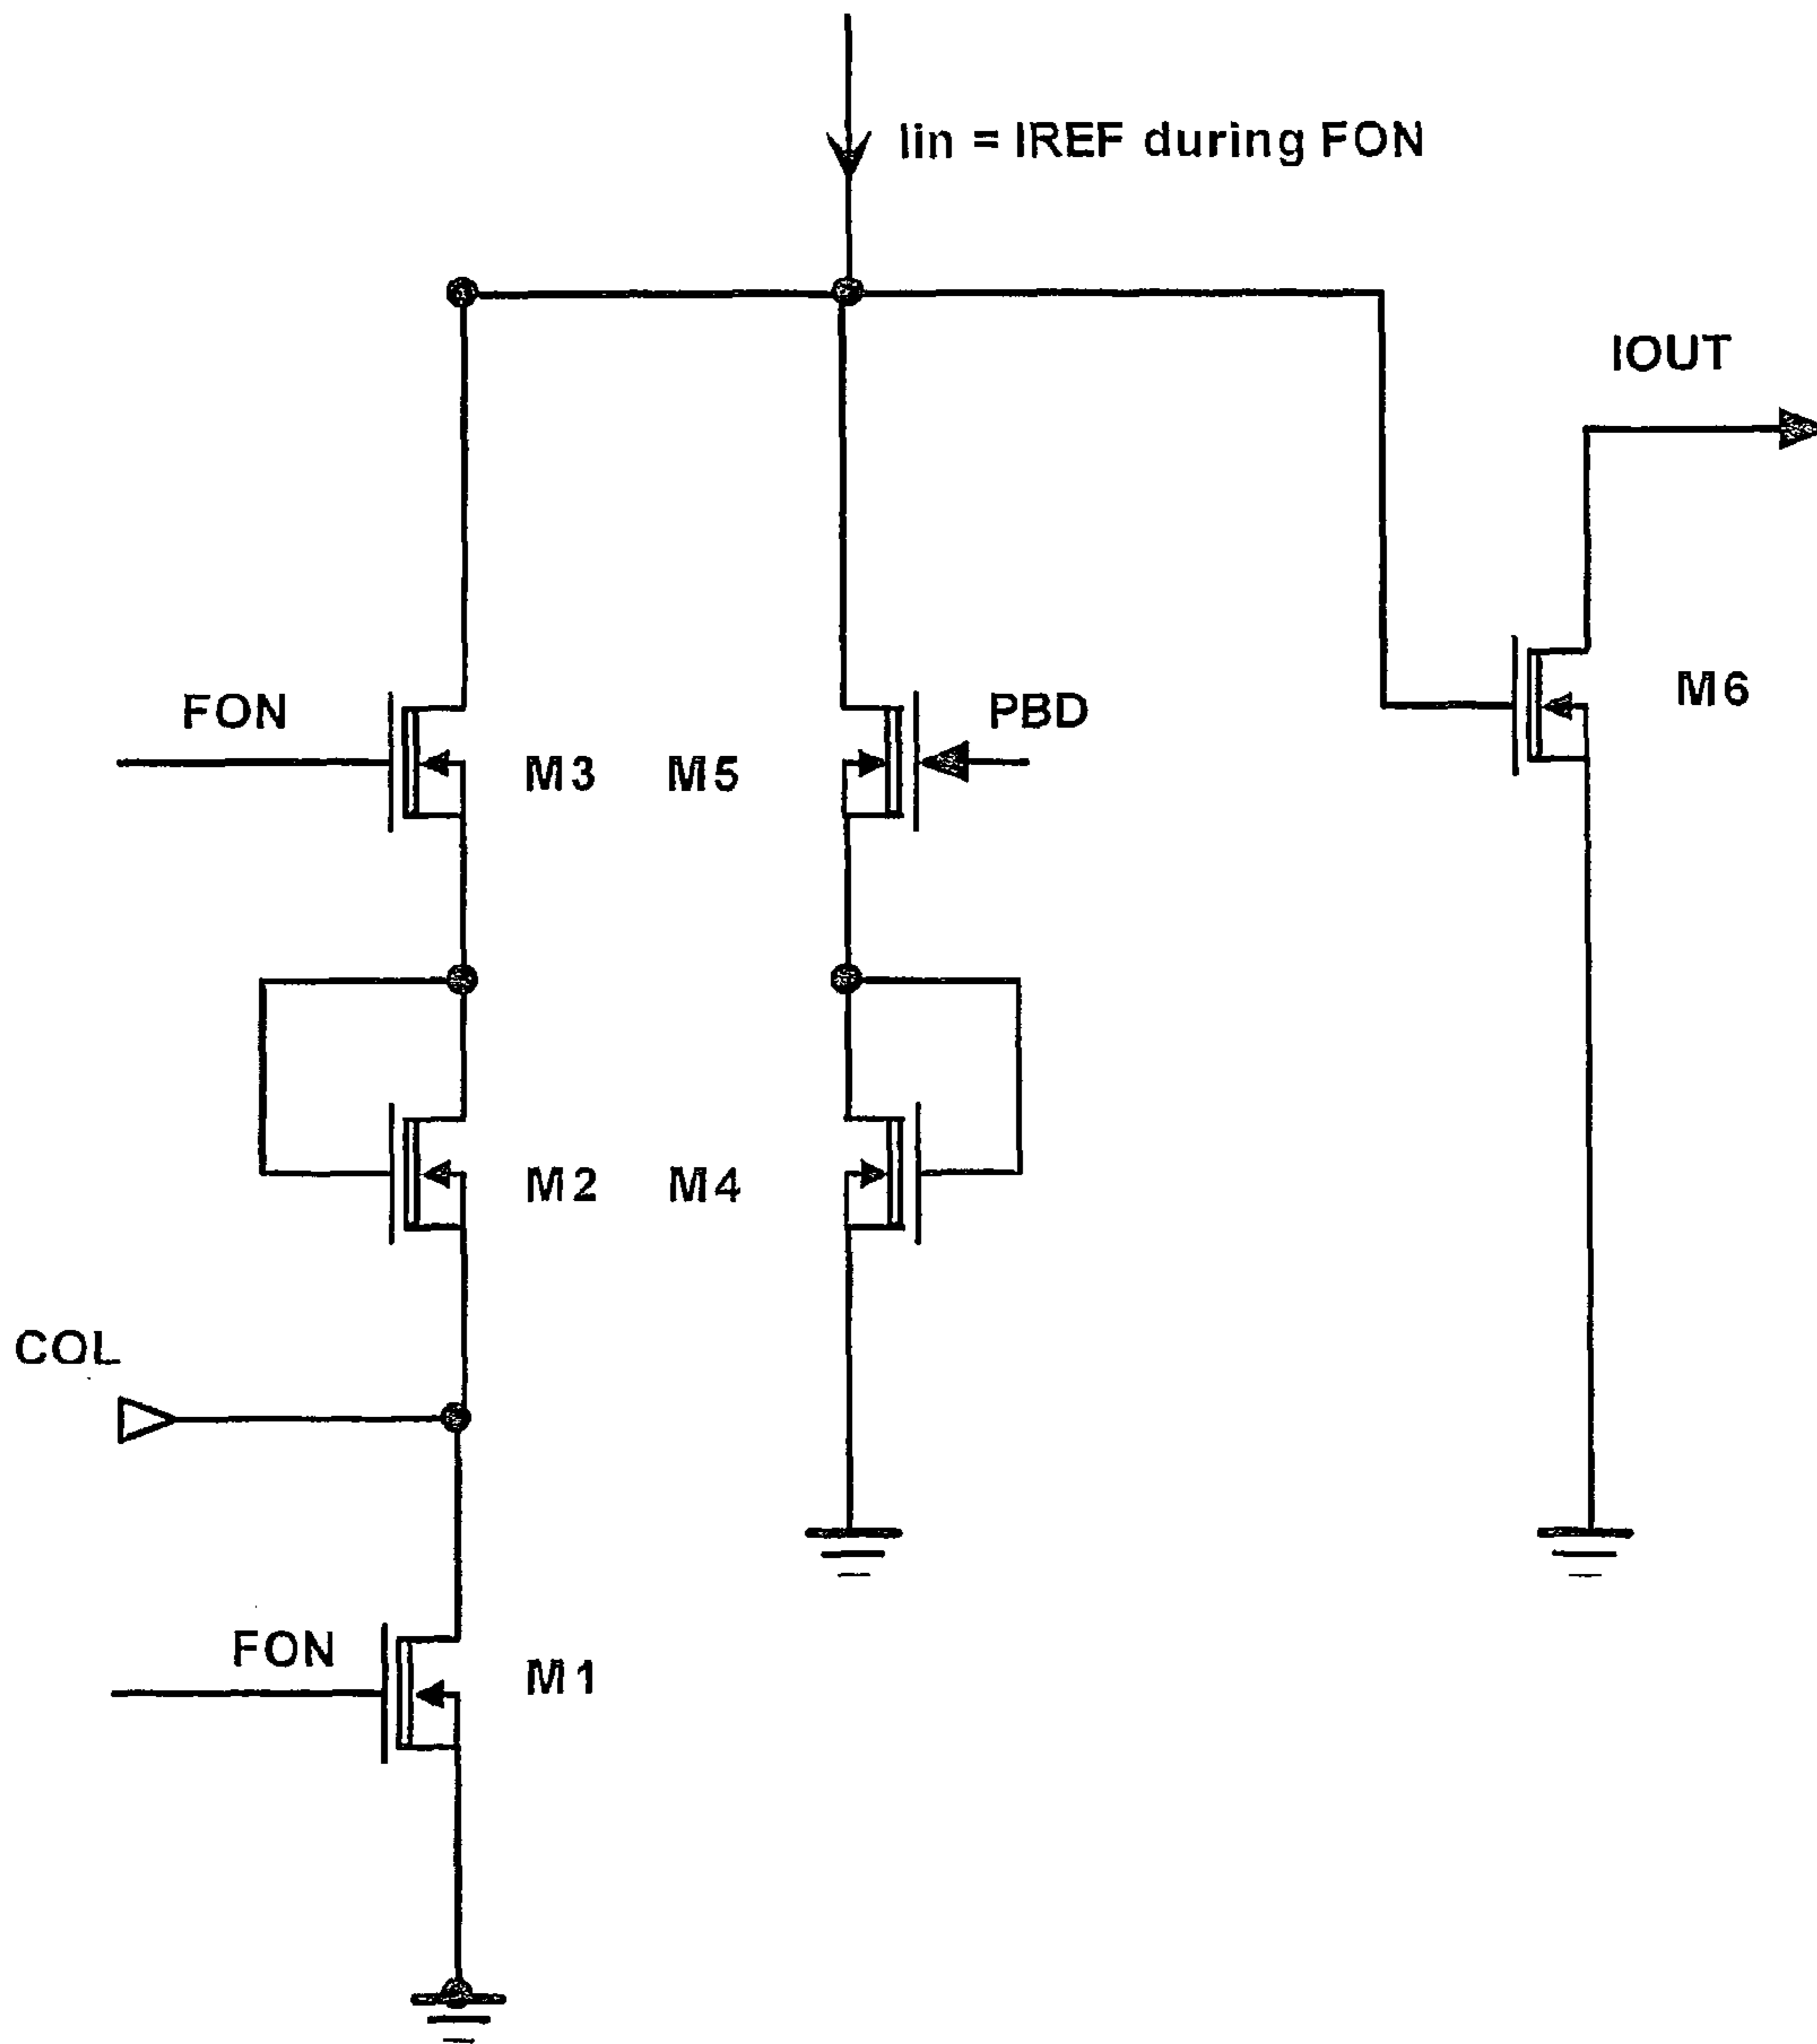 Iin = IREF during FON
IOUT
FON
M3
M5
PBD
M6
M2
M4
COL
FON
M1